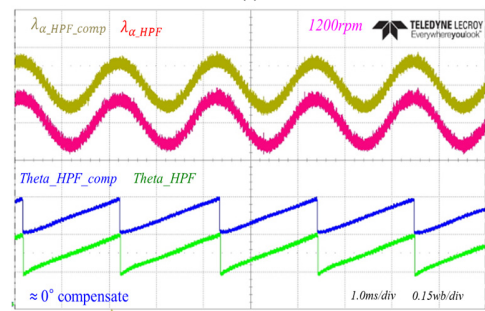 λα_HPF_comp λα_HPF 1200rpm TELEDYNE LECROY
Everywhereyoulook
Theta_HPF_comp Theta_HPF
≈ 0° compensate 1.0ms/div 0.15wb/div